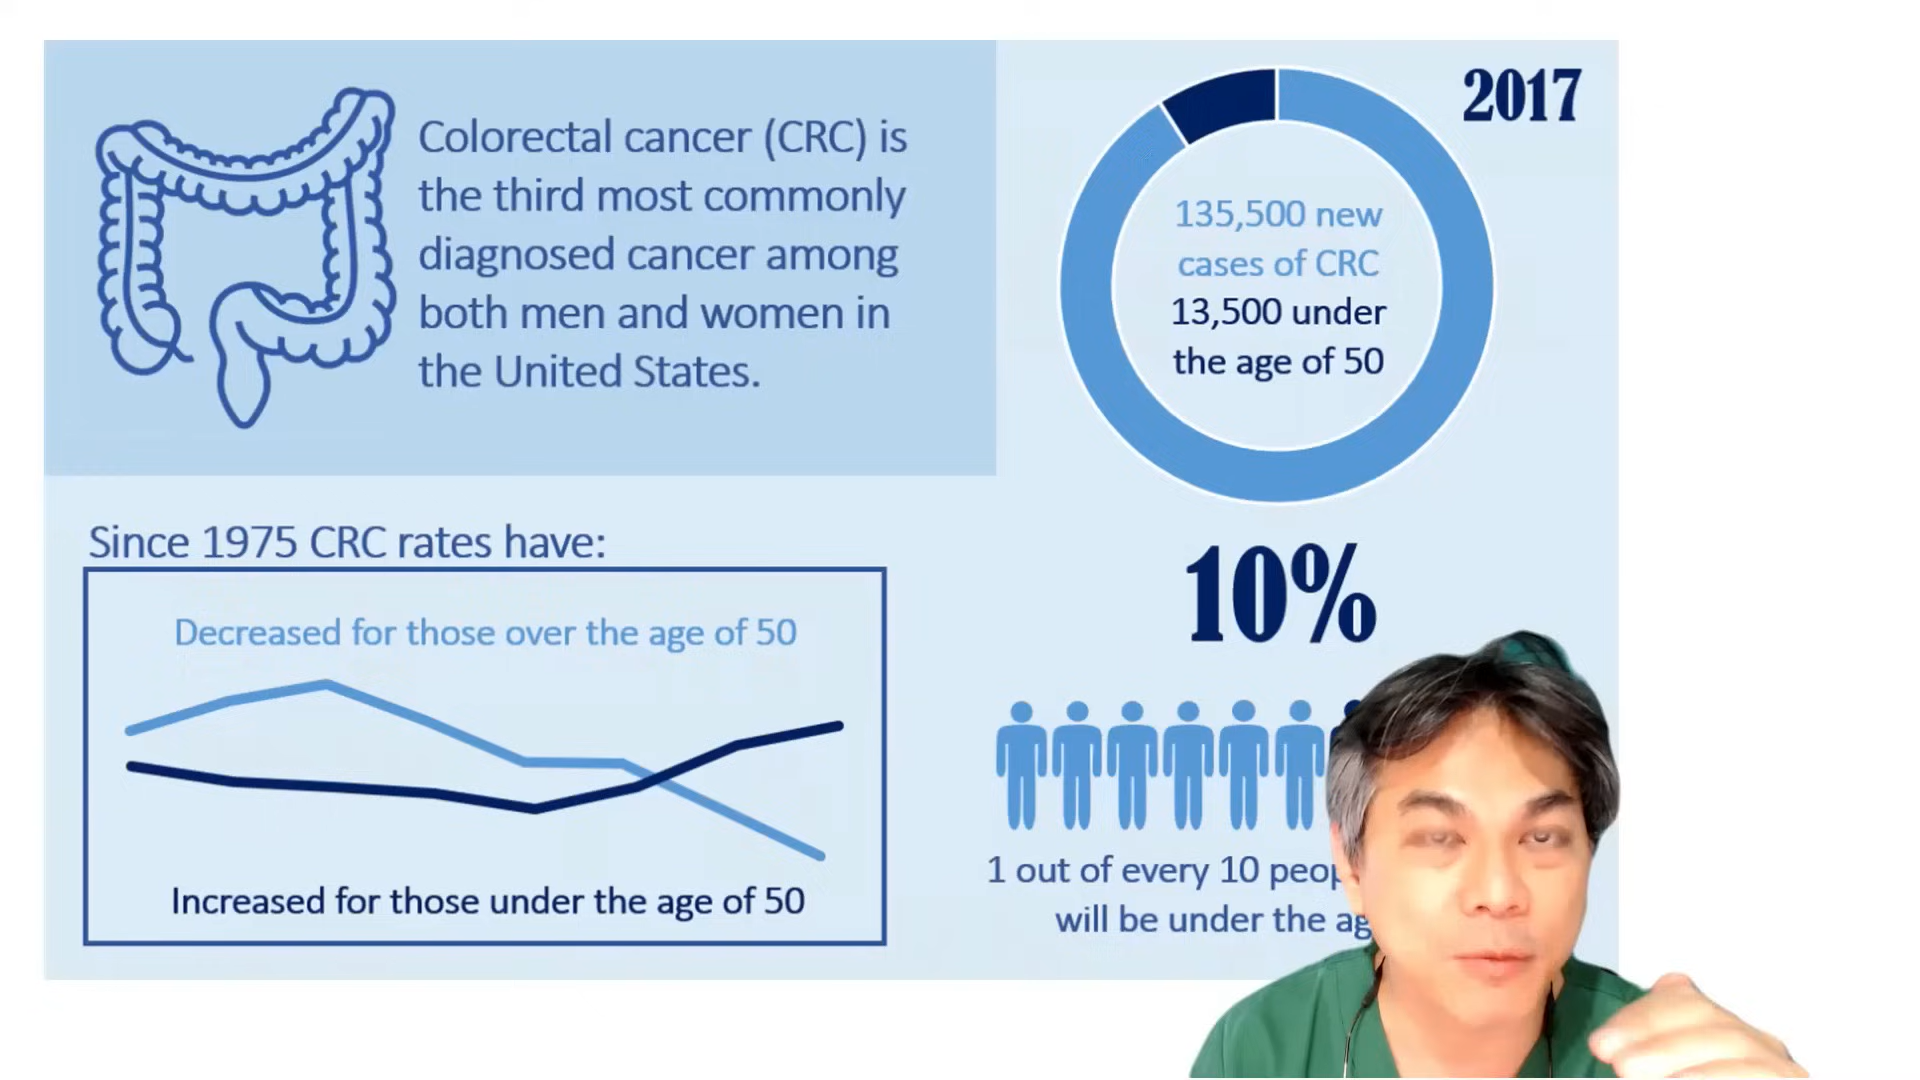 Colorectal cancer (CRC) is
the third most commonly
diagnosed cancer among
both men and women in
the United States.
2017
135,500 new
cases of CRC
13,500 under
the age of 50
Since 1975 CRC rates have:
Decreased for those over the age of 50
Increased for those under the age of 50
10%
1 out of every 10
will be under the